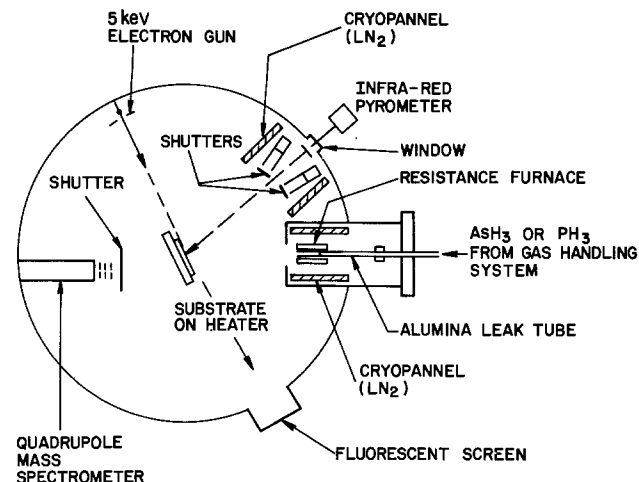 5 keV
ELECTRON GUN
CRYOPANNEL
(LN₂)
INFRA-RED
PYROMETER
SHUTTERS
WINDOW
SHUTTER
RESISTANCE FURNACE
AsH₃ OR PH₃
FROM GAS HANDLING
SYSTEM
SUBSTRATE
ON HEATER
ALUMINA LEAK TUBE
CRYOPANNEL
(LN₂)
QUADRUPOLE
MASS
SPECTROMETER
FLUORESCENT SCREEN